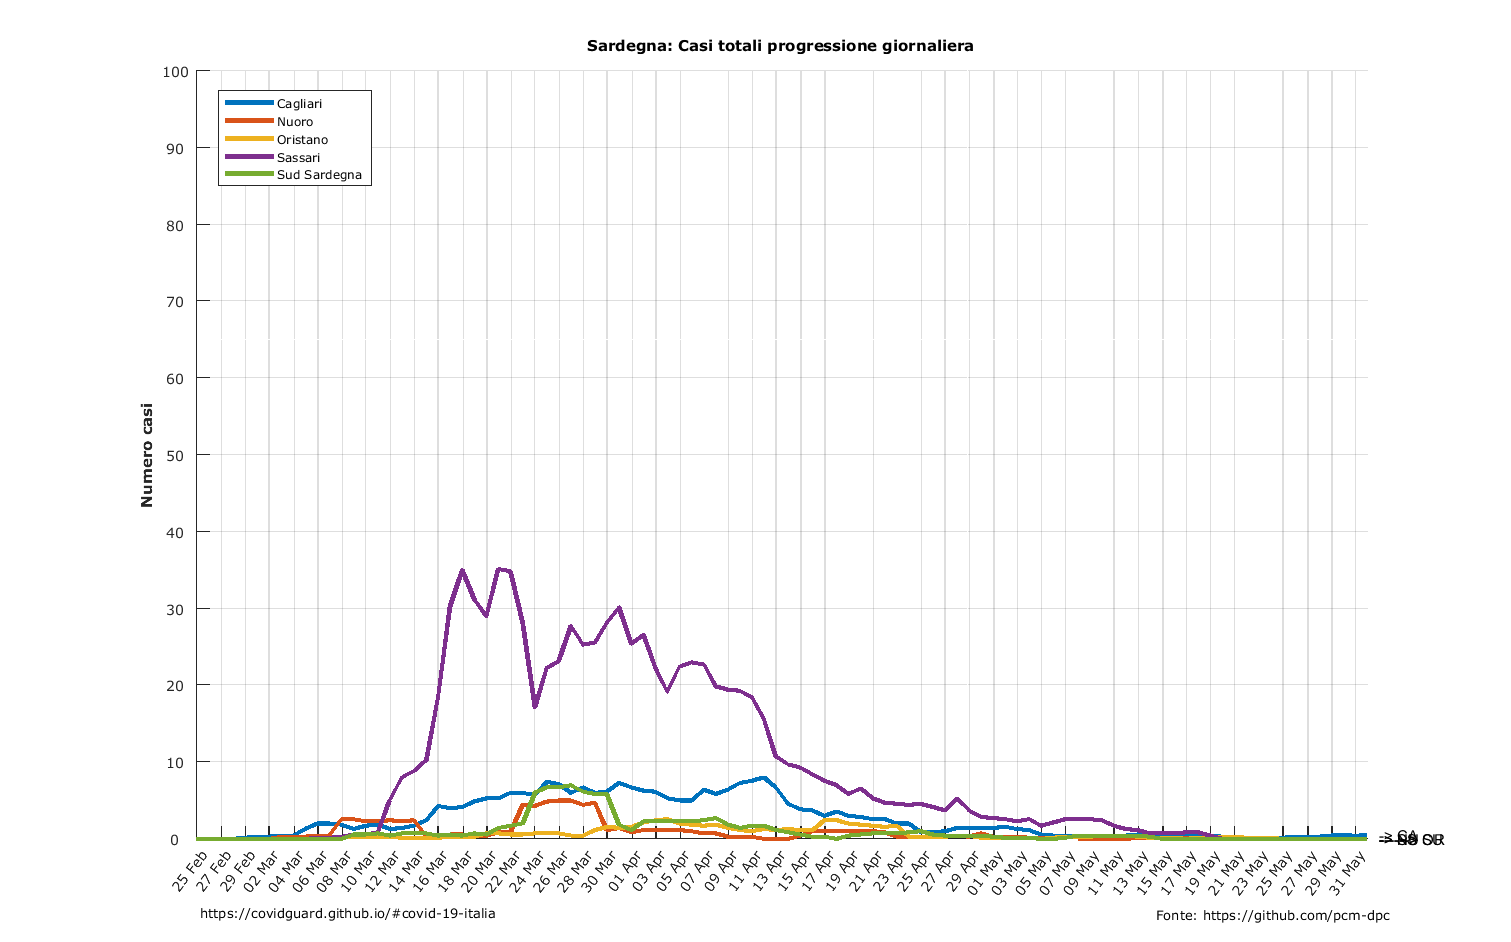 Sardegna: Casi totali progressione giornaliera
100
90
80
70
60
50
40
30
20
10
0
Numero casi
Cagliari
Nuoro
Oristano
Sassari
Sud Sardegna
25 Feb
27 Feb
29 Feb
02 Mar
04 Mar
06 Mar
08 Mar
10 Mar
12 Mar
14 Mar
16 Mar
18 Mar
20 Mar
22 Mar
24 Mar
26 Mar
28 Mar
30 Mar
01 Apr
03 Apr
05 Apr
07 Apr
09 Apr
11 Apr
13 Apr
15 Apr
17 Apr
19 Apr
21 Apr
23 Apr
25 Apr
27 Apr
29 Apr
01 May
03 May
05 May
07 May
09 May
11 May
13 May
15 May
17 May
19 May
21 May
23 May
25 May
27 May
29 May
31 May
https://covidguard.github.io/#covid-19-italia
Fonte: https://github.com/pcm-dpc